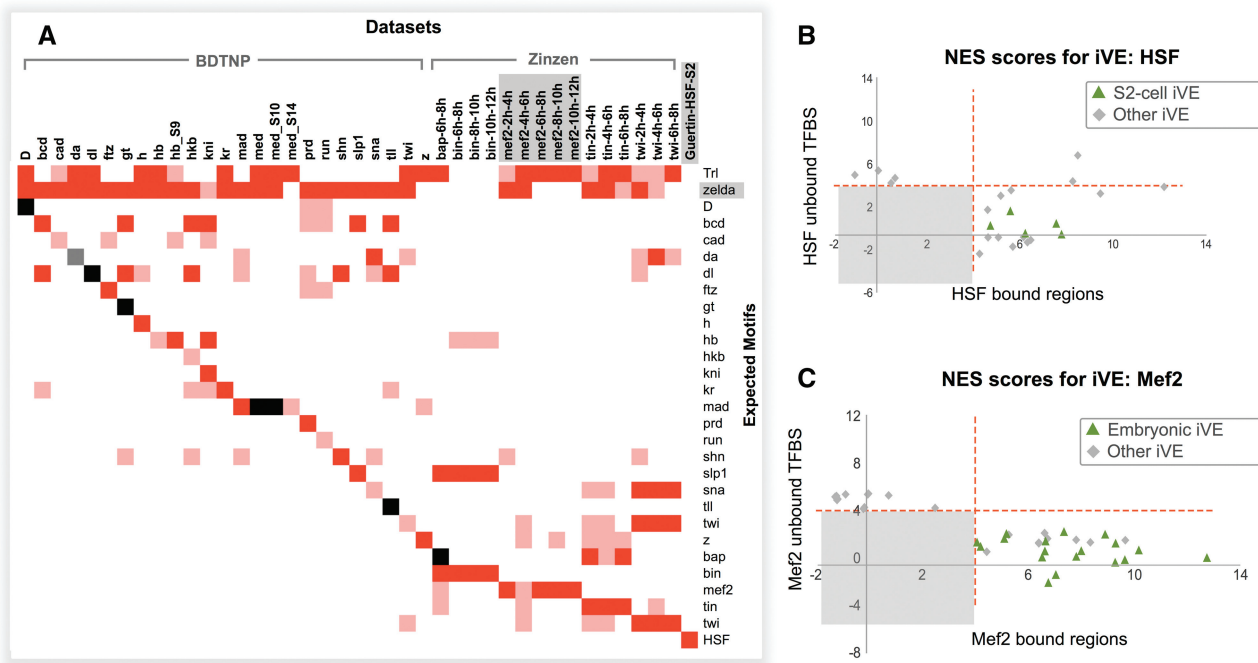 A
Datasets
BDTNP
Zinzen
D
bcd
cad
da
dl
ftz
gt
h
hb
hb_S9
hkb
kni
kr
mad
med
med_S10
med_S14
prd
run
shn
slp1
sna
tll
twi
z
bap-6h-8h
bin-6h-8h
bin-8h-10h
bin-10h-12h
mef2-2h-4h
mef2-4h-6h
mef2-6h-8h
mef2-8h-10h
mef2-10h-12h
tin-2h-4h
tin-4h-6h
tin-6h-8h
twi-2h-4h
twi-4h-6h
twi-6h-8h
Guertin-HSF-S2
Trl
zelda
D
bcd
cad
da
dl
ftz
gt
h
hb
hkb
kni
kr
mad
prd
run
shn
slp1
sna
tll
twi
z
bap
bin
mef2
tin
twi
HSF
Expected Motifs
B
NES scores for iVE: HSF
S2-cell iVE
Other iVE
HSF unbound TFBS
14
10
6
2
-2
-6
-2
2
6
10
14
HSF bound regions
C
NES scores for iVE: Mef2
Embryonic iVE
Other iVE
Mef2 unbound TFBS
12
8
4
0
-4
-8
-2
2
6
10
14
Mef2 bound regions